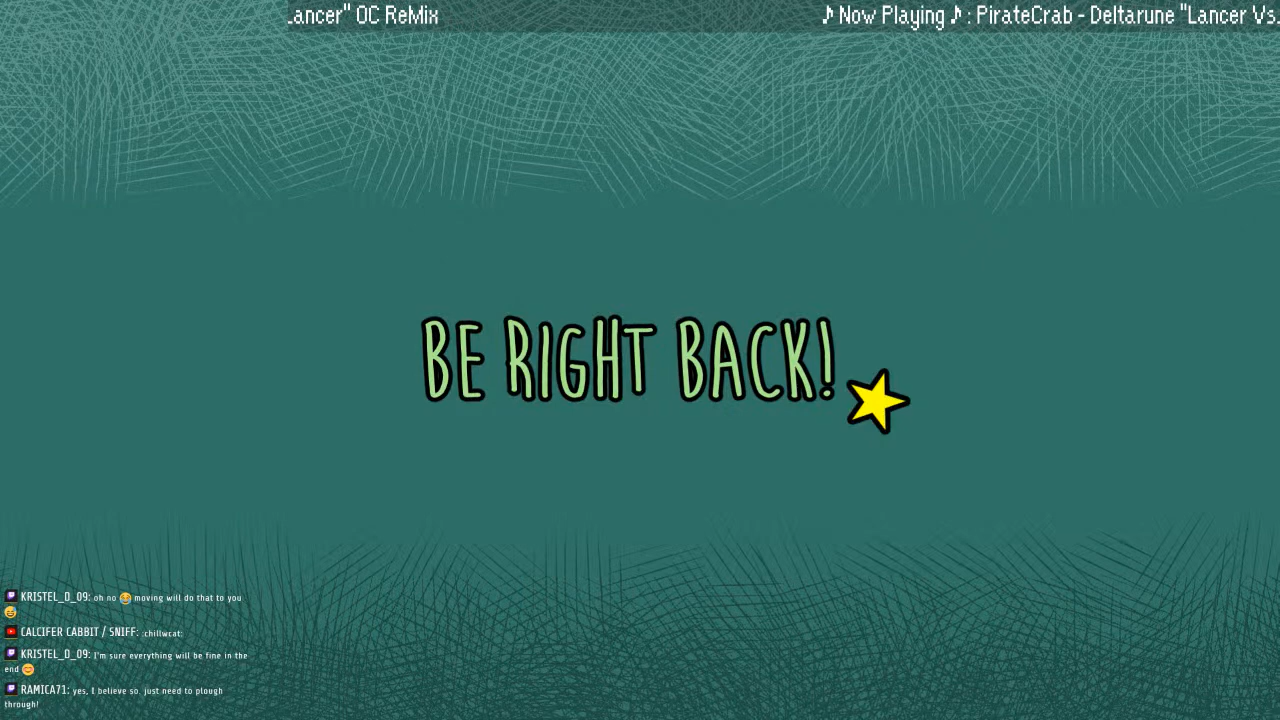 Lancer" OC ReMix
♪ Now Playing ♪ : PirateCrab - Deltarune "Lancer Vs.
BE RIGHT BACK!
KRISTEL_D_09: oh no 😂 moving will do that to you
😅
CALCIFER CABBIT / SNIFF: :chillwcat:
KRISTEL_D_09: I'm sure everything will be fine in the
end 😊
RAMICA71: yes, I believe so. just need to plough
through!